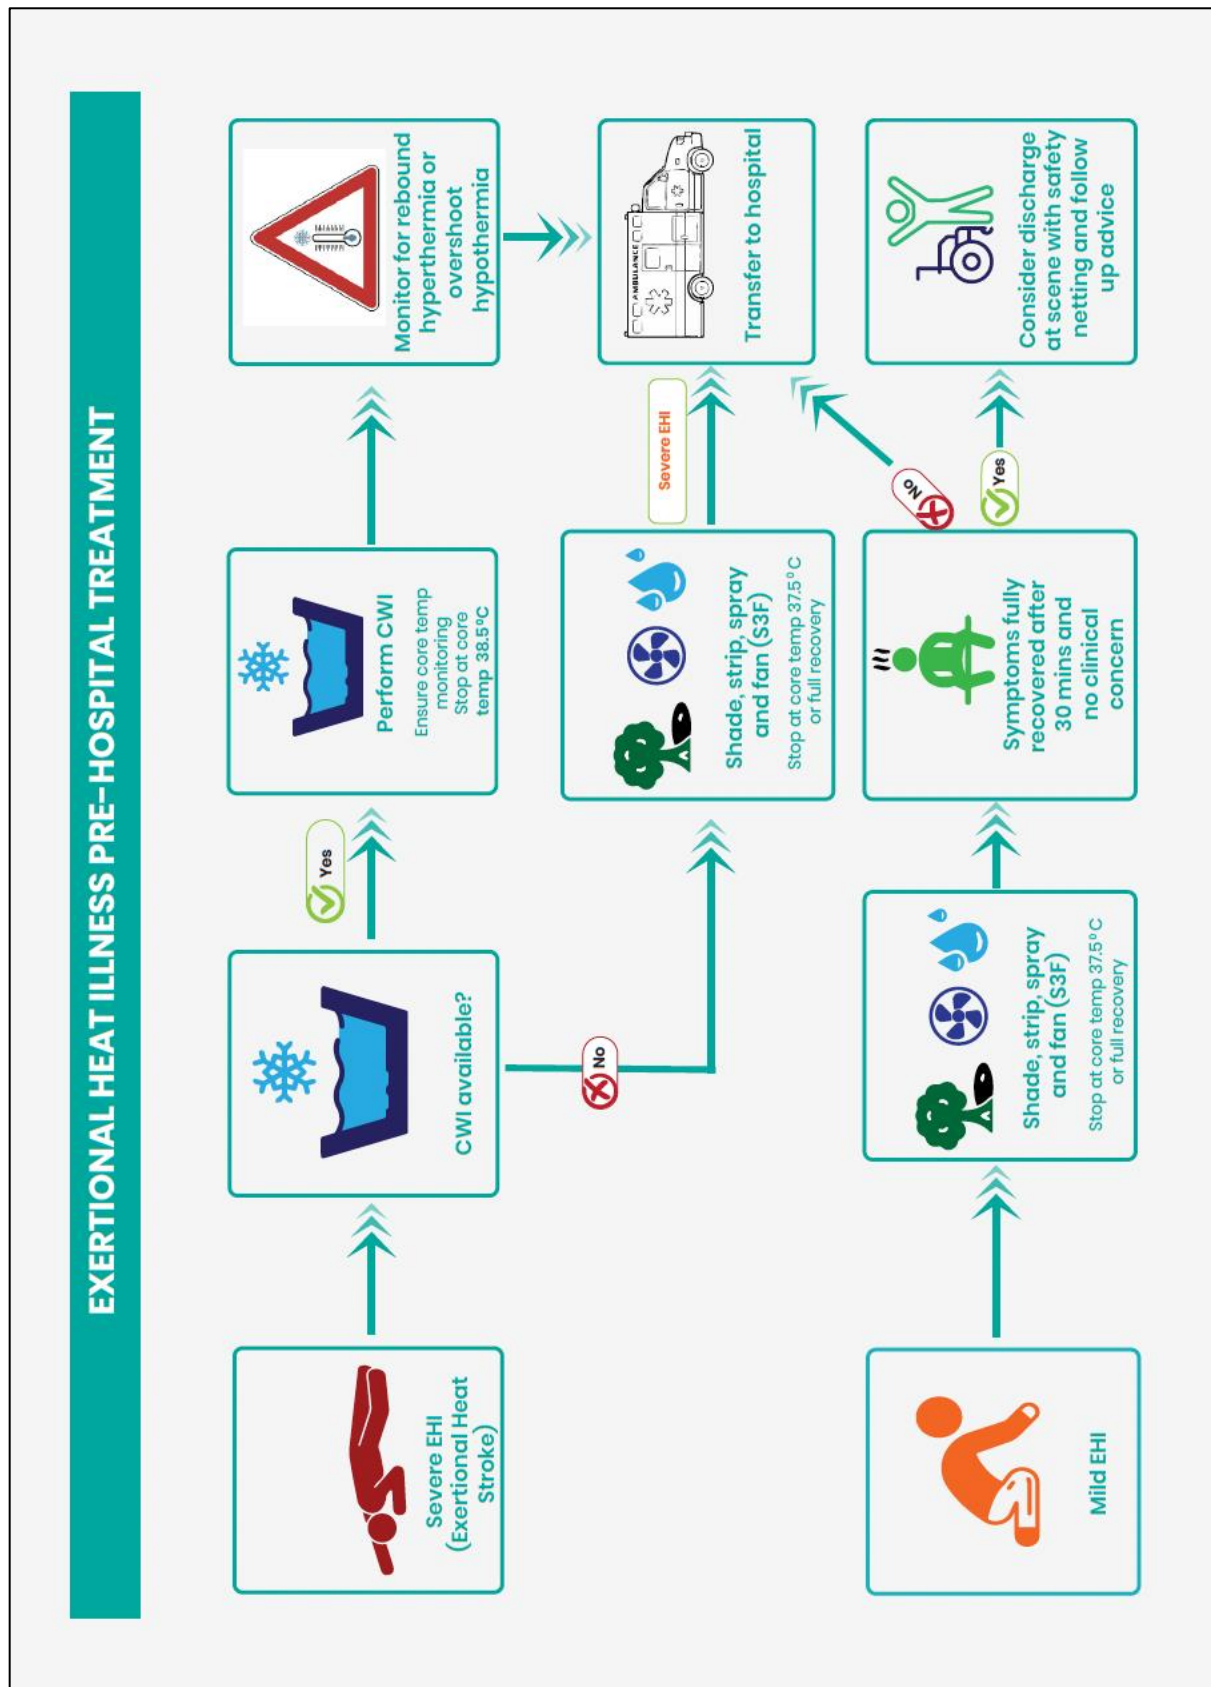 EXERTIONAL HEAT ILLNESS PRE-HOSPITAL TREATMENT
Severe EHI
(Exertional Heat
Stroke)
CWI available?
Yes
No
Perform CWI
Ensure core temp
monitoring
Stop at core
temp 38.5°C
Monitor for rebound
hyperthermia or
overshoot
hypothermia
Shade, strip, spray
and fan (S3F)
Stop at core temp 37.5°C
or full recovery
Severe EHI
AMBULANCE
Transfer to hospital
Mild EHI
Shade, strip, spray
and fan (S3F)
Stop at core temp 37.5°C
or full recovery
Symptoms fully
recovered after
30 mins and
no clinical
concern
No
Yes
Consider discharge
at scene with safety
netting and follow
up advice